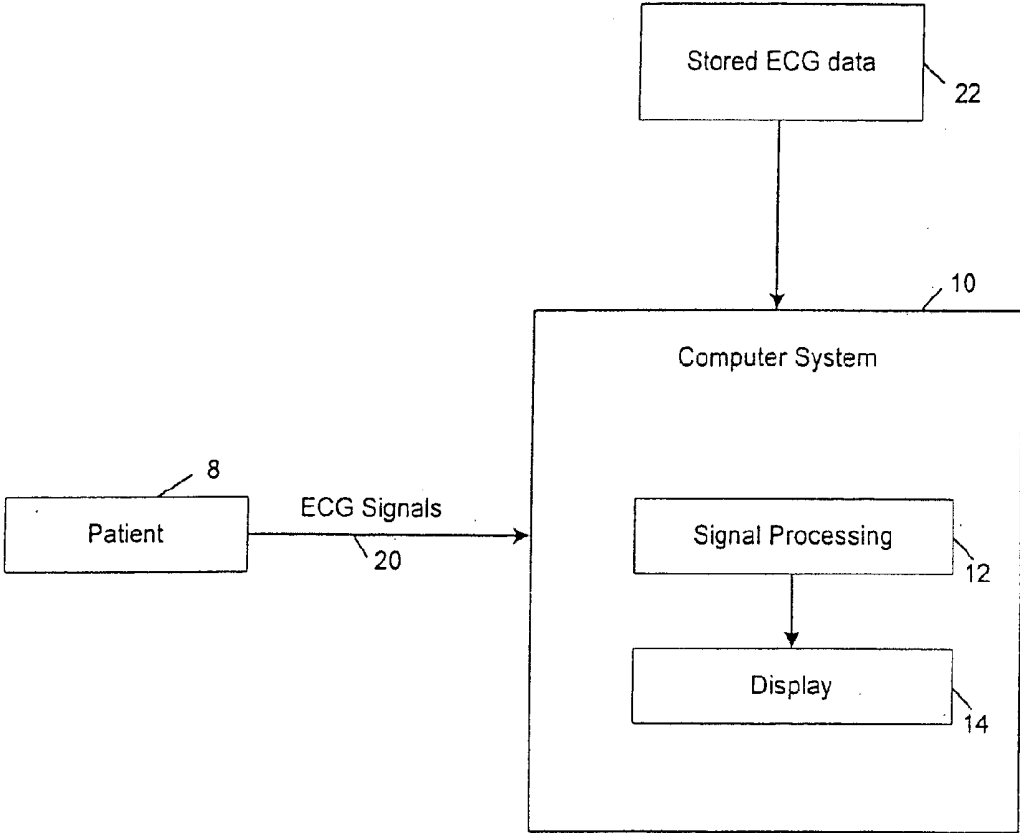 Stored ECG data
22
10
Computer System
8
Patient
ECG Signals
20
Signal Processing
12
Display
14